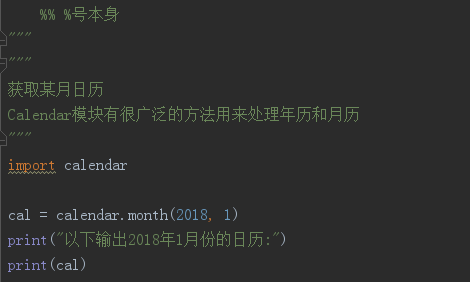 %% %号本身
"""
"""
获取某月日历
Calendar模块有很广泛的方法用来处理年历和月历
"""
import calendar
cal = calendar.month(2018, 1)
print("以下输出2018年1月份的日历:")
print(cal)